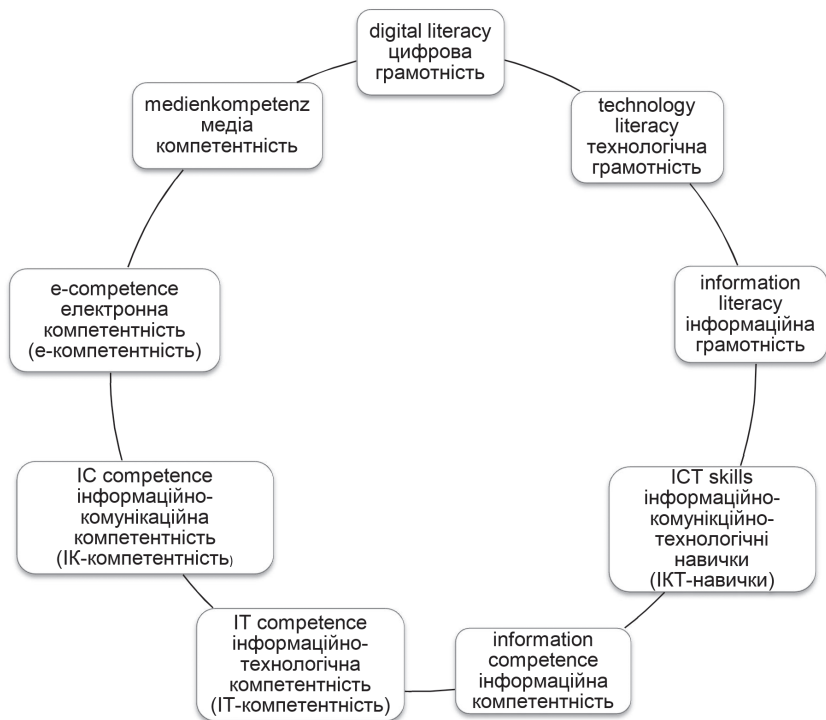 digital literacy
цифрова
грамотність
technology
literacy
технологічна
грамотність
information
literacy
інформаційна
грамотність
ICT skills
інформаційно-
комунікційно-
технологічні
навички
(ІКТ-навички)
information
competence
інформаційна
компетентність
IT competence
інформаційно-
технологічна
компетентність
(ІТ-компетентність)
IC competence
інформаційно-
комунікаційна
компетентність
(ІК-компетентність)
e-competence
електронна
компетентність
(е-компетентність)
medienkompetenz
медіа
компетентність